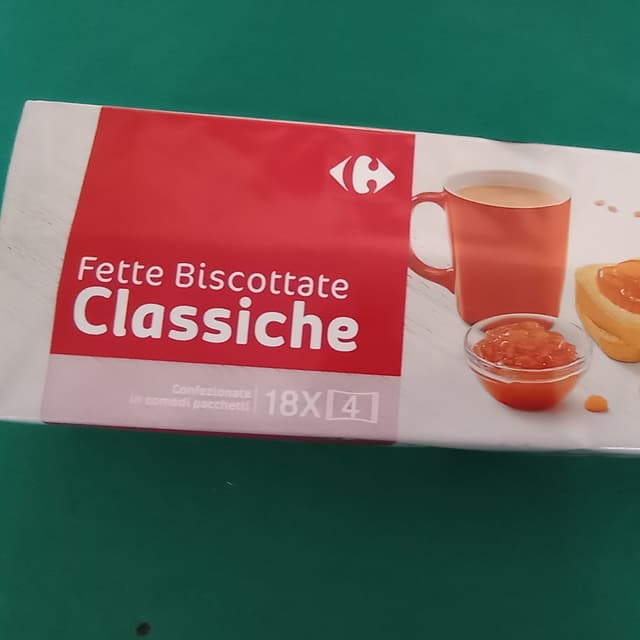 Fette Biscottate
Classiche
Confezionate
in comodi pacchetti
18X 4